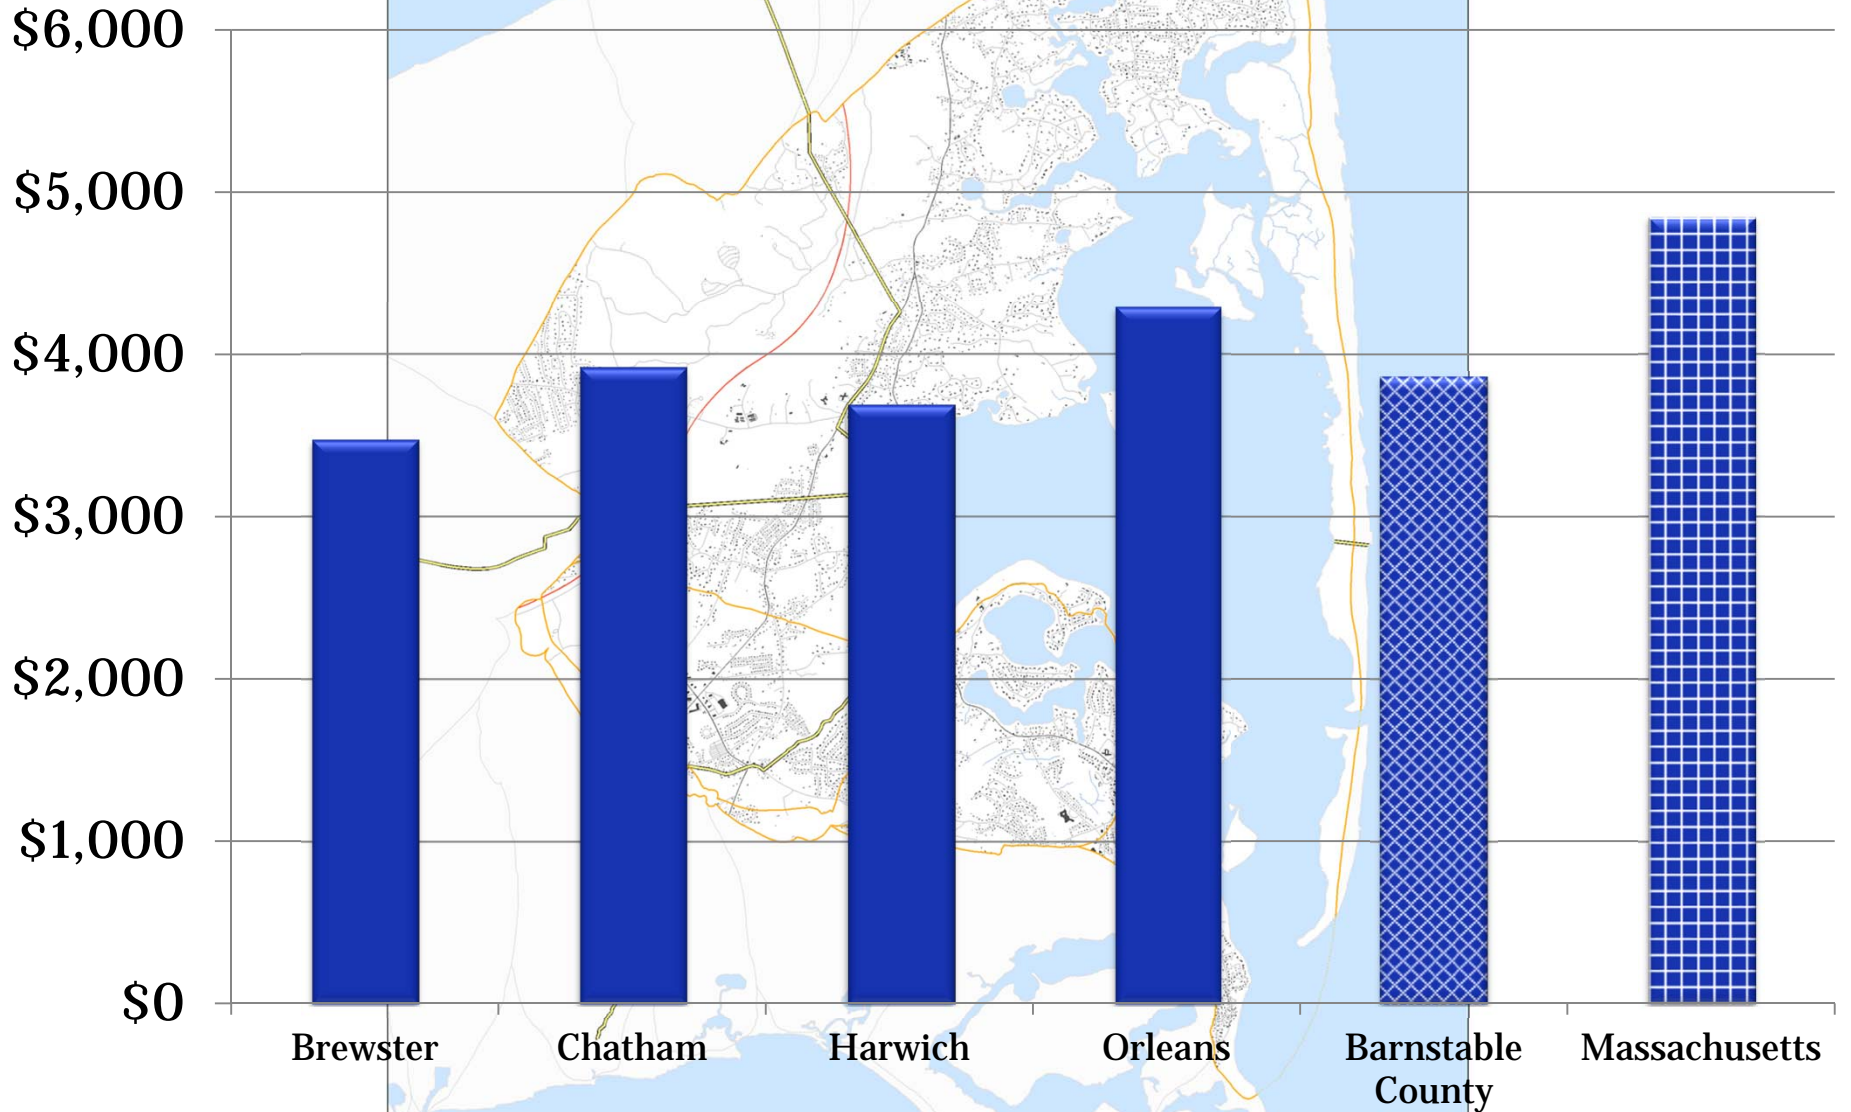 $6,000
$5,000
$4,000
$3,000
$2,000
$1,000
$0
Brewster
Chatham
Harwich
Orleans
Barnstable
County
Massachusetts